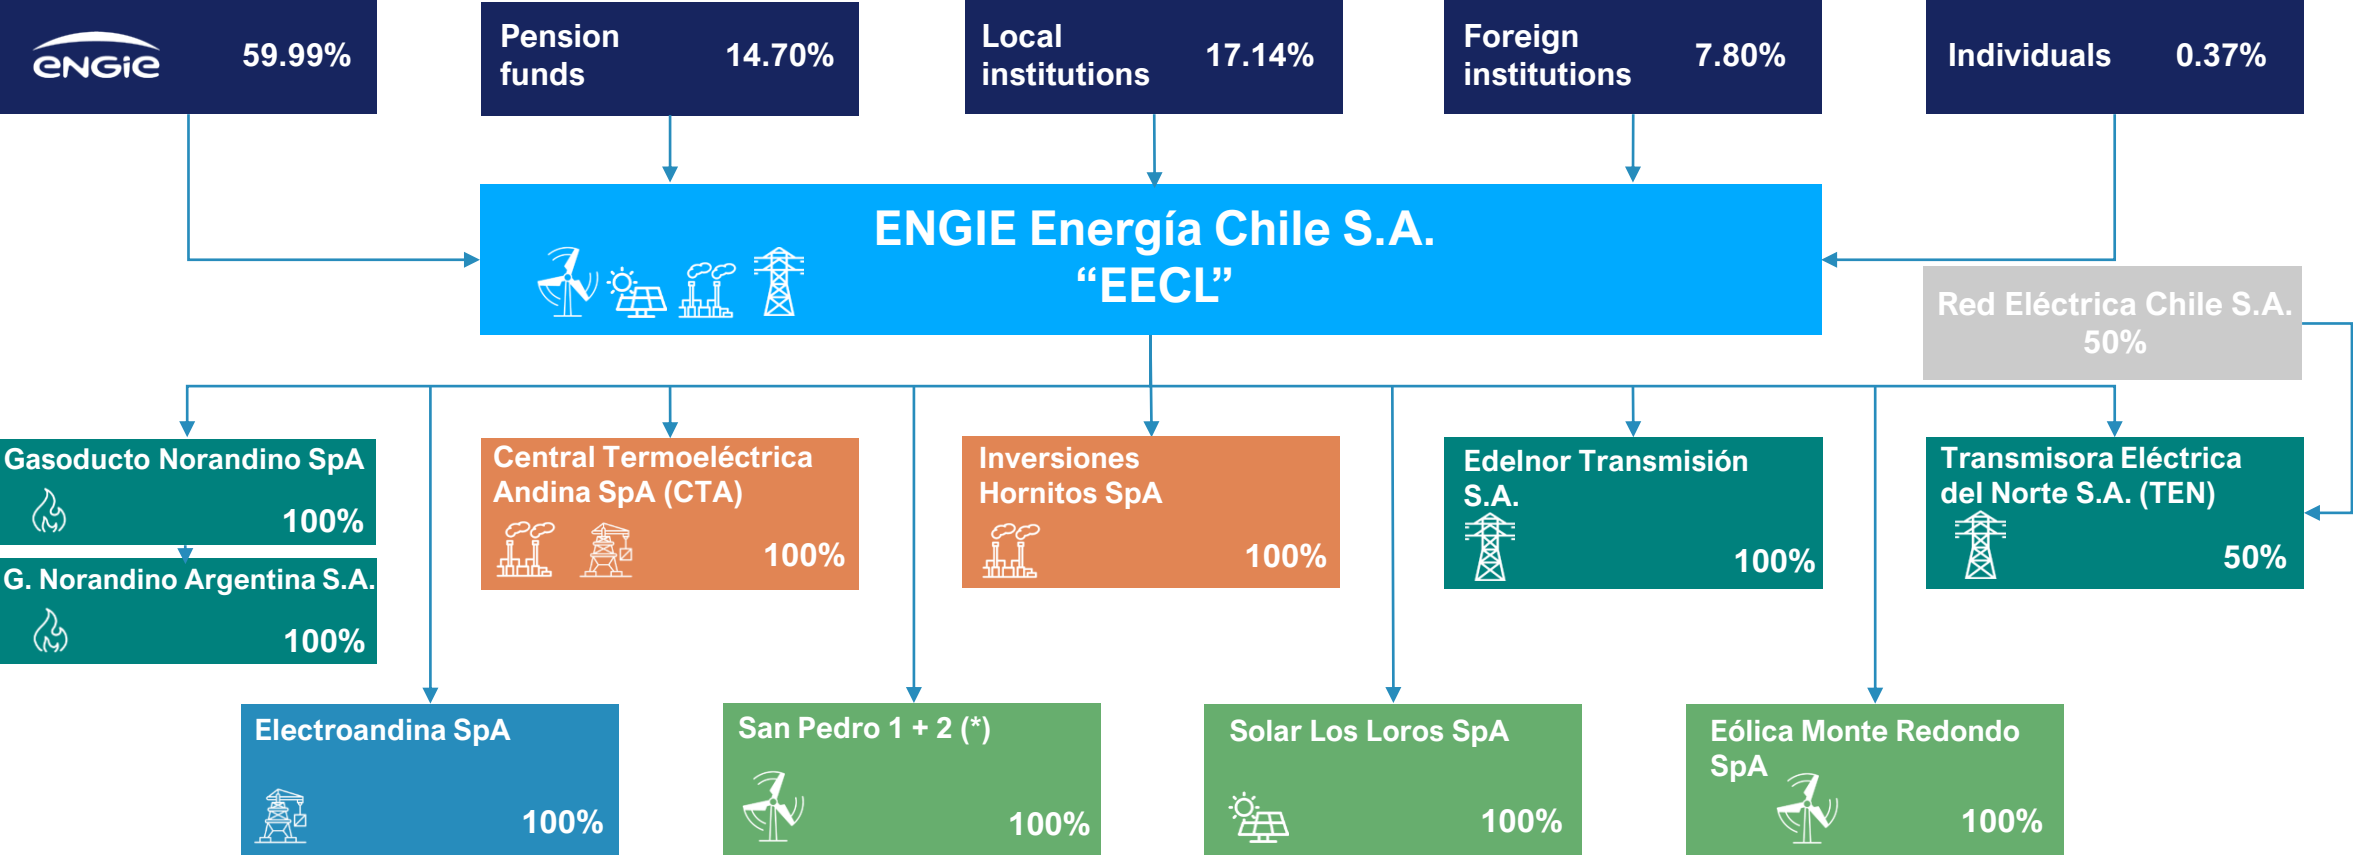 ENGIE
59.99%
Pension
funds
14.70%
Local
institutions
17.14%
Foreign
institutions
7.80%
Individuals
0.37%
ENGIE Energía Chile S.A.
“EECL”
Red Eléctrica Chile S.A.
50%
Gasoducto Norandino SpA
100%
G. Norandino Argentina S.A.
100%
Central Termoeléctrica
Andina SpA (CTA)
100%
Inversiones
Hornitos SpA
100%
Edelnor Transmisión
S.A.
100%
Transmisora Eléctrica
del Norte S.A. (TEN)
50%
Electroandina SpA
100%
San Pedro 1 + 2 (*)
100%
Solar Los Loros SpA
100%
Eólica Monte Redondo
SpA
100%